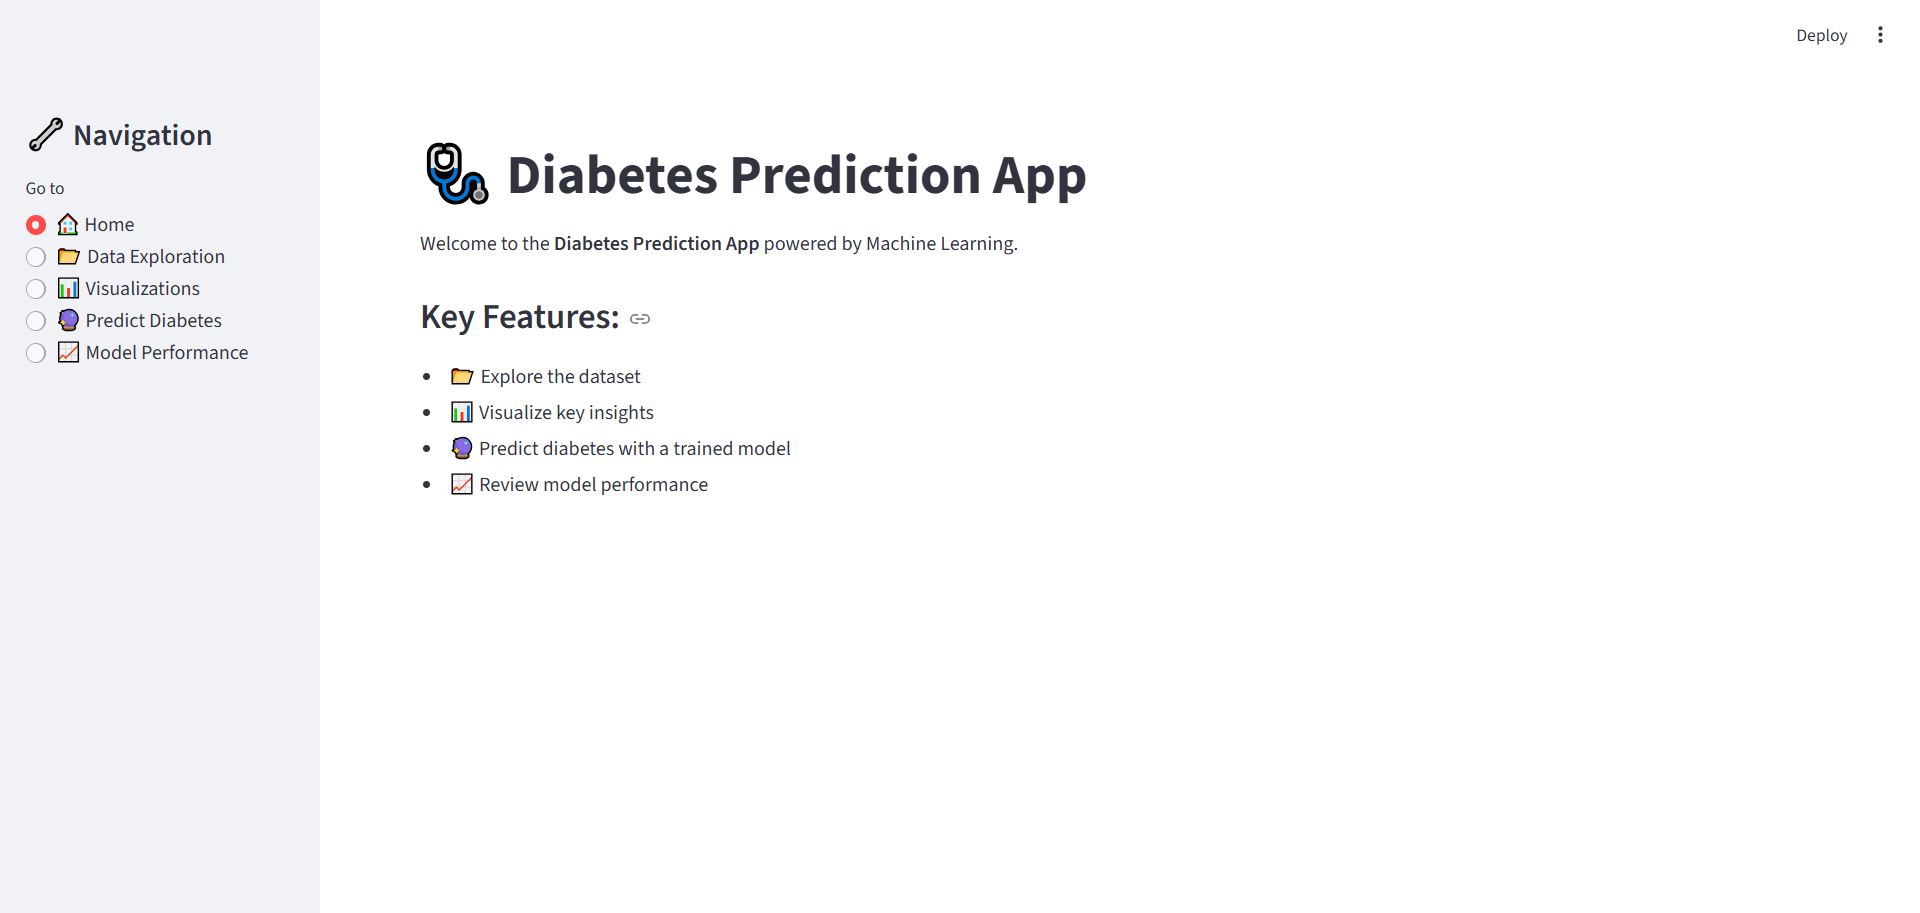 Deploy
Navigation
Go to
Home
Data Exploration
Visualizations
Predict Diabetes
Model Performance
Diabetes Prediction App
Welcome to the Diabetes Prediction App powered by Machine Learning.
Key Features:
Explore the dataset
Visualize key insights
Predict diabetes with a trained model
Review model performance